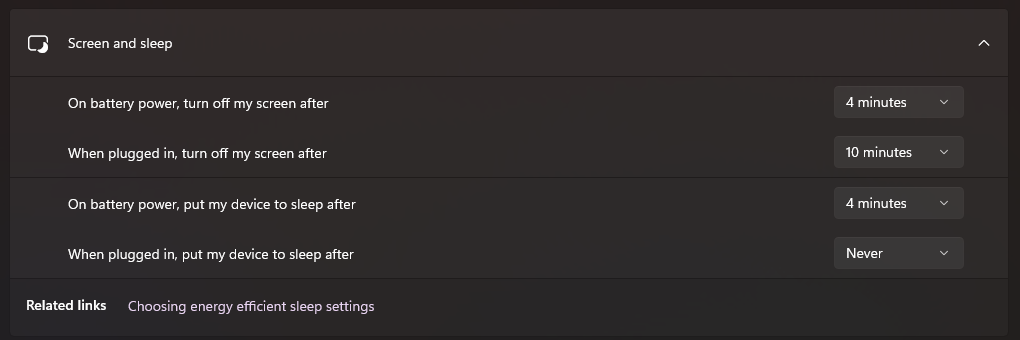 Screen and sleep
On battery power, turn off my screen after
4 minutes
When plugged in, turn off my screen after
10 minutes
On battery power, put my device to sleep after
4 minutes
When plugged in, put my device to sleep after
Never
Related links
Choosing energy efficient sleep settings